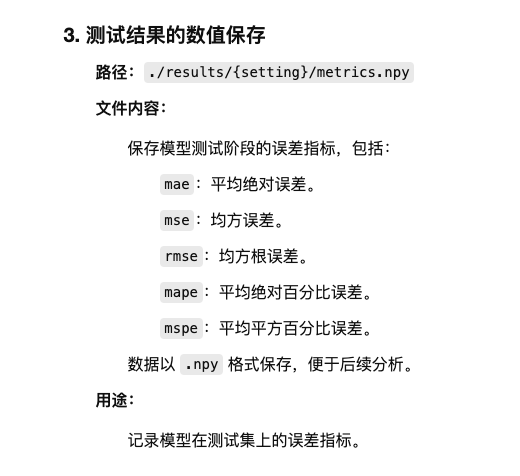 3. 测试结果的数值保存
路径： ./results/{setting}/metrics.npy
文件内容：
保存模型测试阶段的误差指标，包括：
mae ：平均绝对误差。
mse ：均方误差。
rmse ：均方根误差。
mape ：平均绝对百分比误差。
mspe ：平均平方百分比误差。
数据以 .npy 格式保存，便于后续分析。
用途：
记录模型在测试集上的误差指标。